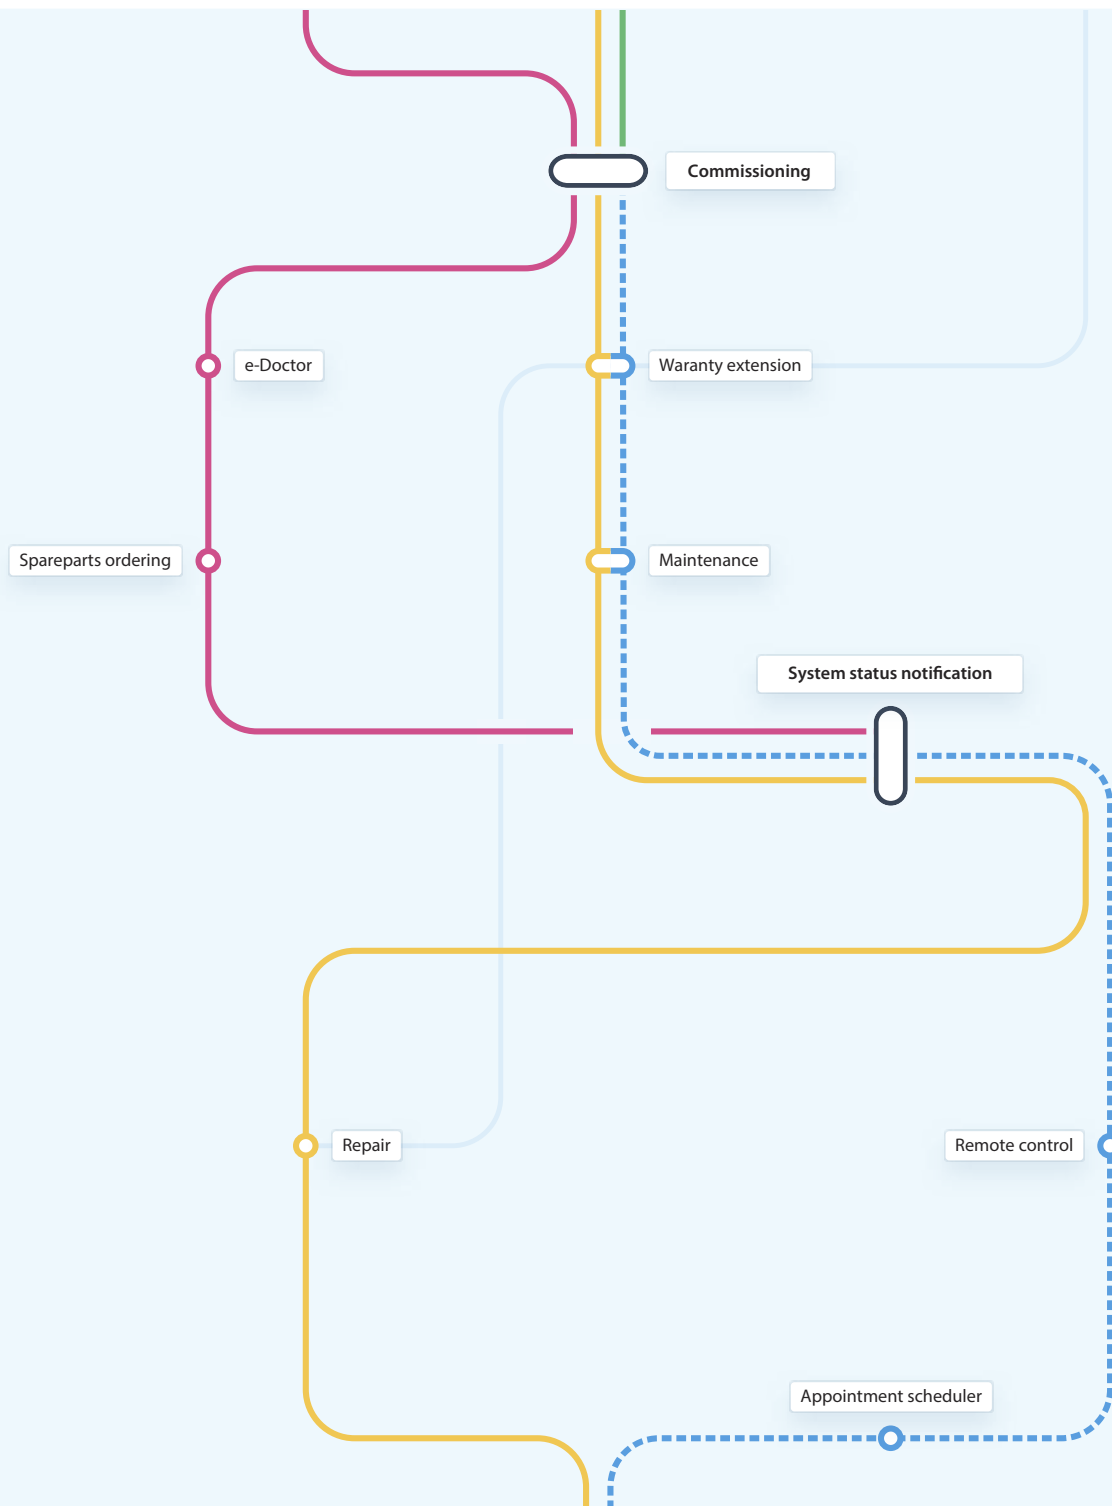 Commissioning
e-Doctor
Waranty extension
Spareparts ordering
Maintenance
System status notification
Repair
Remote control
Appointment scheduler